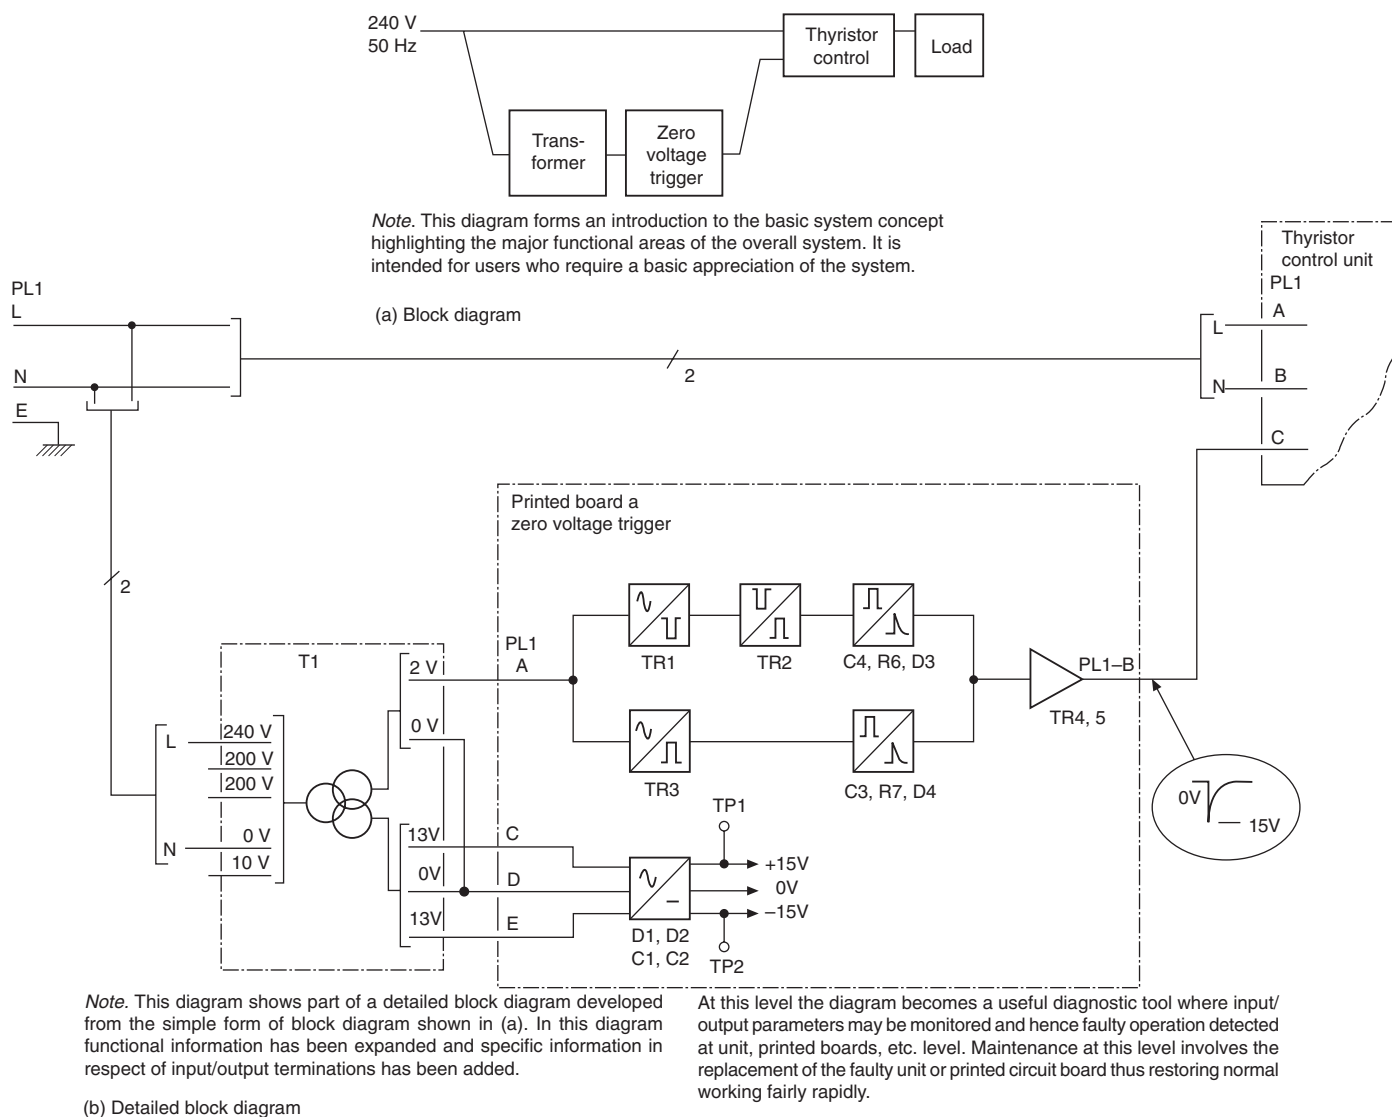 240 V
50 Hz
Thyristor
control
Load
Trans-
former
Zero
voltage
trigger
Note. This diagram forms an introduction to the basic system concept
highlighting the major functional areas of the overall system. It is
intended for users who require a basic appreciation of the system.
(a) Block diagram
Thyristor
control unit
PL1
PL1
L
N
E
2
L
N
A
B
C
2
Printed board a
zero voltage trigger
T1
2 V
0 V
L
240 V
200 V
200 V
N
0 V
10 V
13V
0V
13V
PL1
A
C
D
E
TR1
TR2
C4, R6, D3
TR3
C3, R7, D4
TR4, 5
PL1–B
0V
15V
TP1
+15V
0V
–15V
TP2
D1, D2
C1, C2
Note. This diagram shows part of a detailed block diagram developed
from the simple form of block diagram shown in (a). In this diagram
functional information has been expanded and specific information in
respect of input/output terminations has been added.
(b) Detailed block diagram
At this level the diagram becomes a useful diagnostic tool where input/
output parameters may be monitored and hence faulty operation detected
at unit, printed boards, etc. level. Maintenance at this level involves the
replacement of the faulty unit or printed circuit board thus restoring normal
working fairly rapidly.